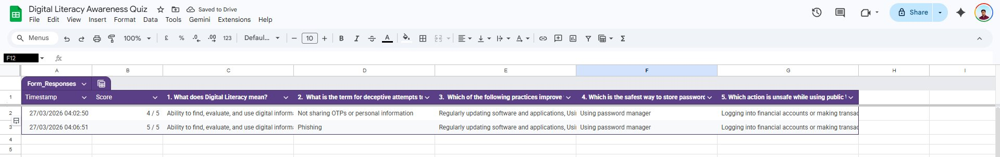 Digital Literacy Awareness Quiz Saved to Drive
File Edit View Insert Format Data Tools Gemini Extensions Help
Share
Menus 100% £ % .0 .00 123 Defaul... 10 B I S A Σ
F12 fx
A B C D E F G H I
Form_Responses
1 Timestamp Score 1. What does Digital Literacy mean? 2. What is the term for deceptive attempts to 3. Which of the following practices improve 4. Which is the safest way to store password 5. Which action is unsafe while using public
2 27/03/2026 04:02:50 4 / 5 Ability to find, evaluate, and use digital informa Not sharing OTPs or personal information Regularly updating software and applications, Usi Using password manager Logging into financial accounts or making transac
3 27/03/2026 04:06:51 5 / 5 Ability to find, evaluate, and use digital informa Phishing Regularly updating software and applications, Usi Using password manager Logging into financial accounts or making transac
4
5